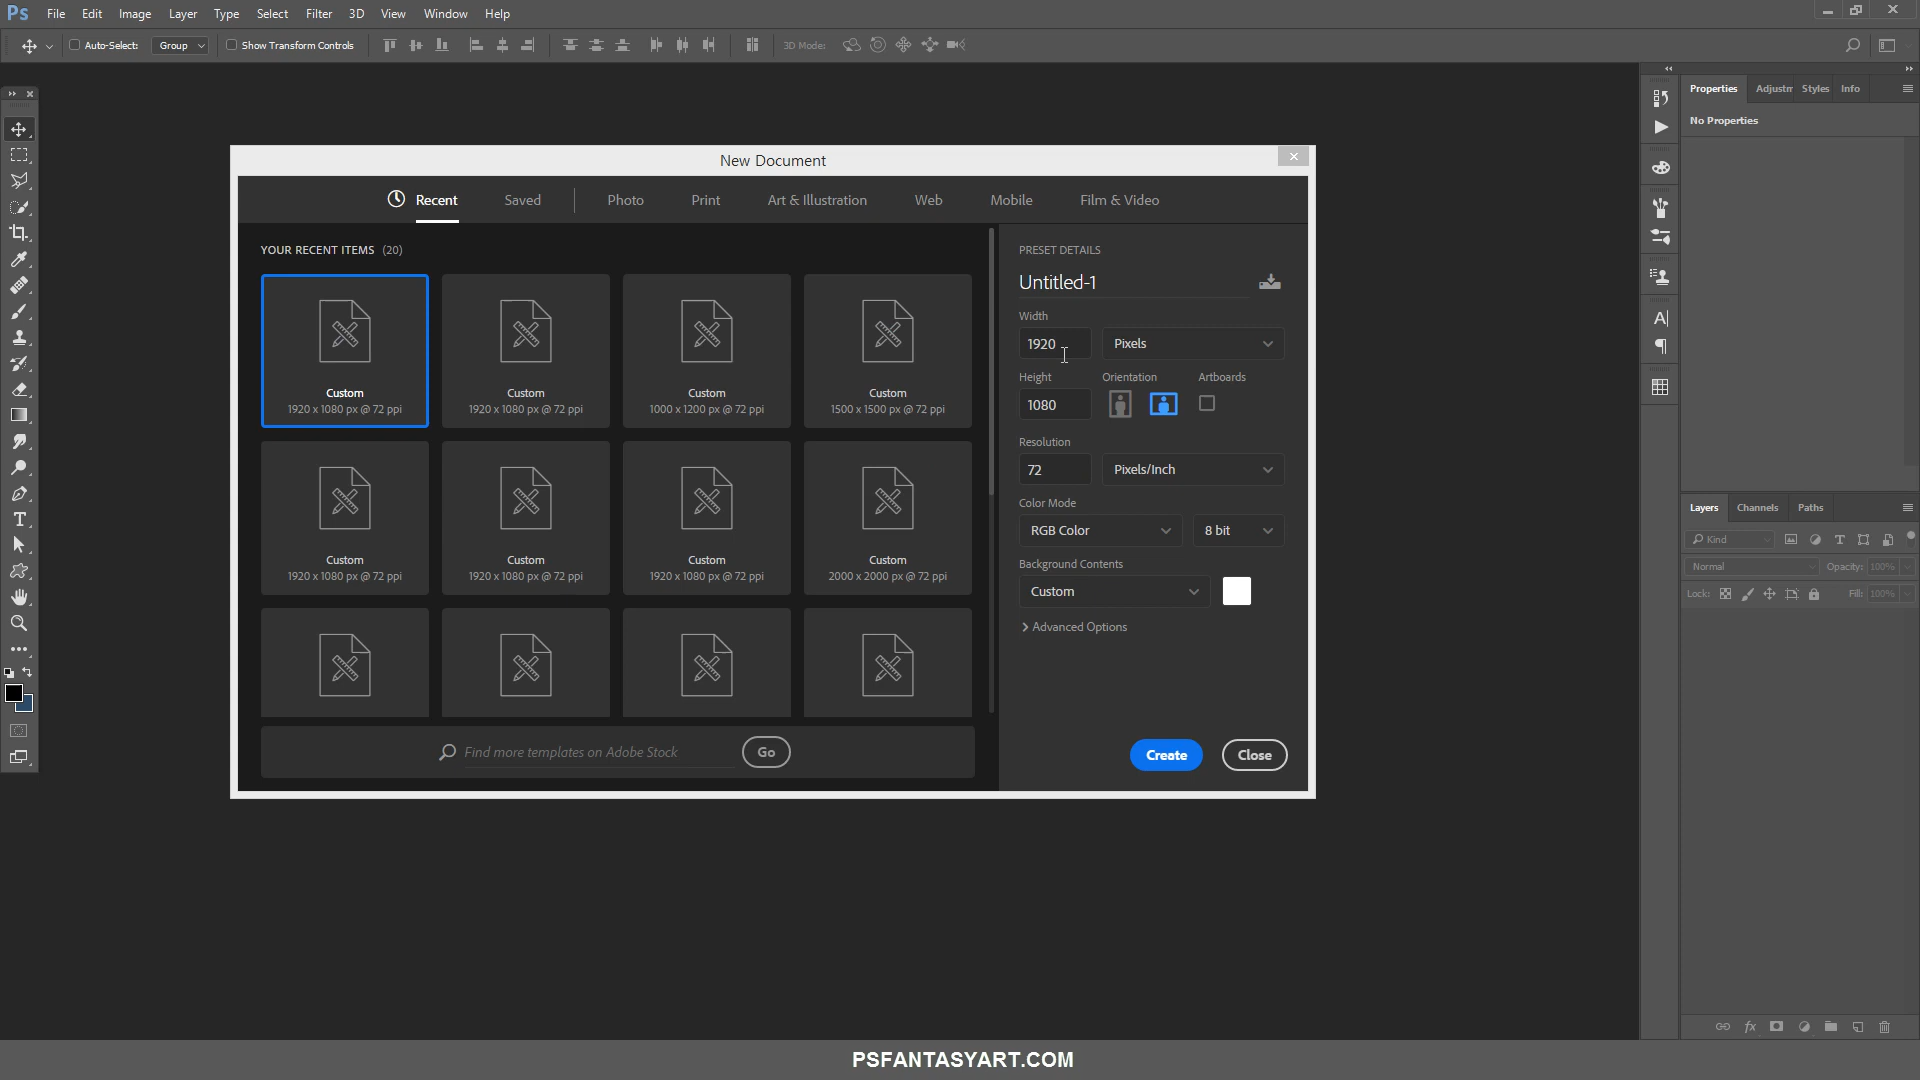 Ps File Edit Image Layer Type Select Filter 3D View Window Help
Auto-Select: Group Show Transform Controls 3D Mode:
Properties Adjustm Styles Info
No Properties
New Document
Recent Saved Photo Print Art & Illustration Web Mobile Film & Video
YOUR RECENT ITEMS (20)
Custom
1920 x 1080 px @ 72 ppi
Custom
1920 x 1080 px @ 72 ppi
Custom
1000 x 1200 px @ 72 ppi
Custom
1500 x 1500 px @ 72 ppi
Custom
1920 x 1080 px @ 72 ppi
Custom
1920 x 1080 px @ 72 ppi
Custom
1920 x 1080 px @ 72 ppi
Custom
2000 x 2000 px @ 72 ppi
Find more templates on Adobe Stock Go
PRESET DETAILS
Untitled-1
Width
1920 Pixels
Height Orientation Artboards
1080
Resolution
72 Pixels/Inch
Color Mode
RGB Color 8 bit
Background Contents
Custom
Advanced Options
Create Close
Layers Channels Paths
Kind
Normal Opacity: 100%
Lock: Fill: 100%
PSFANTASYART.COM